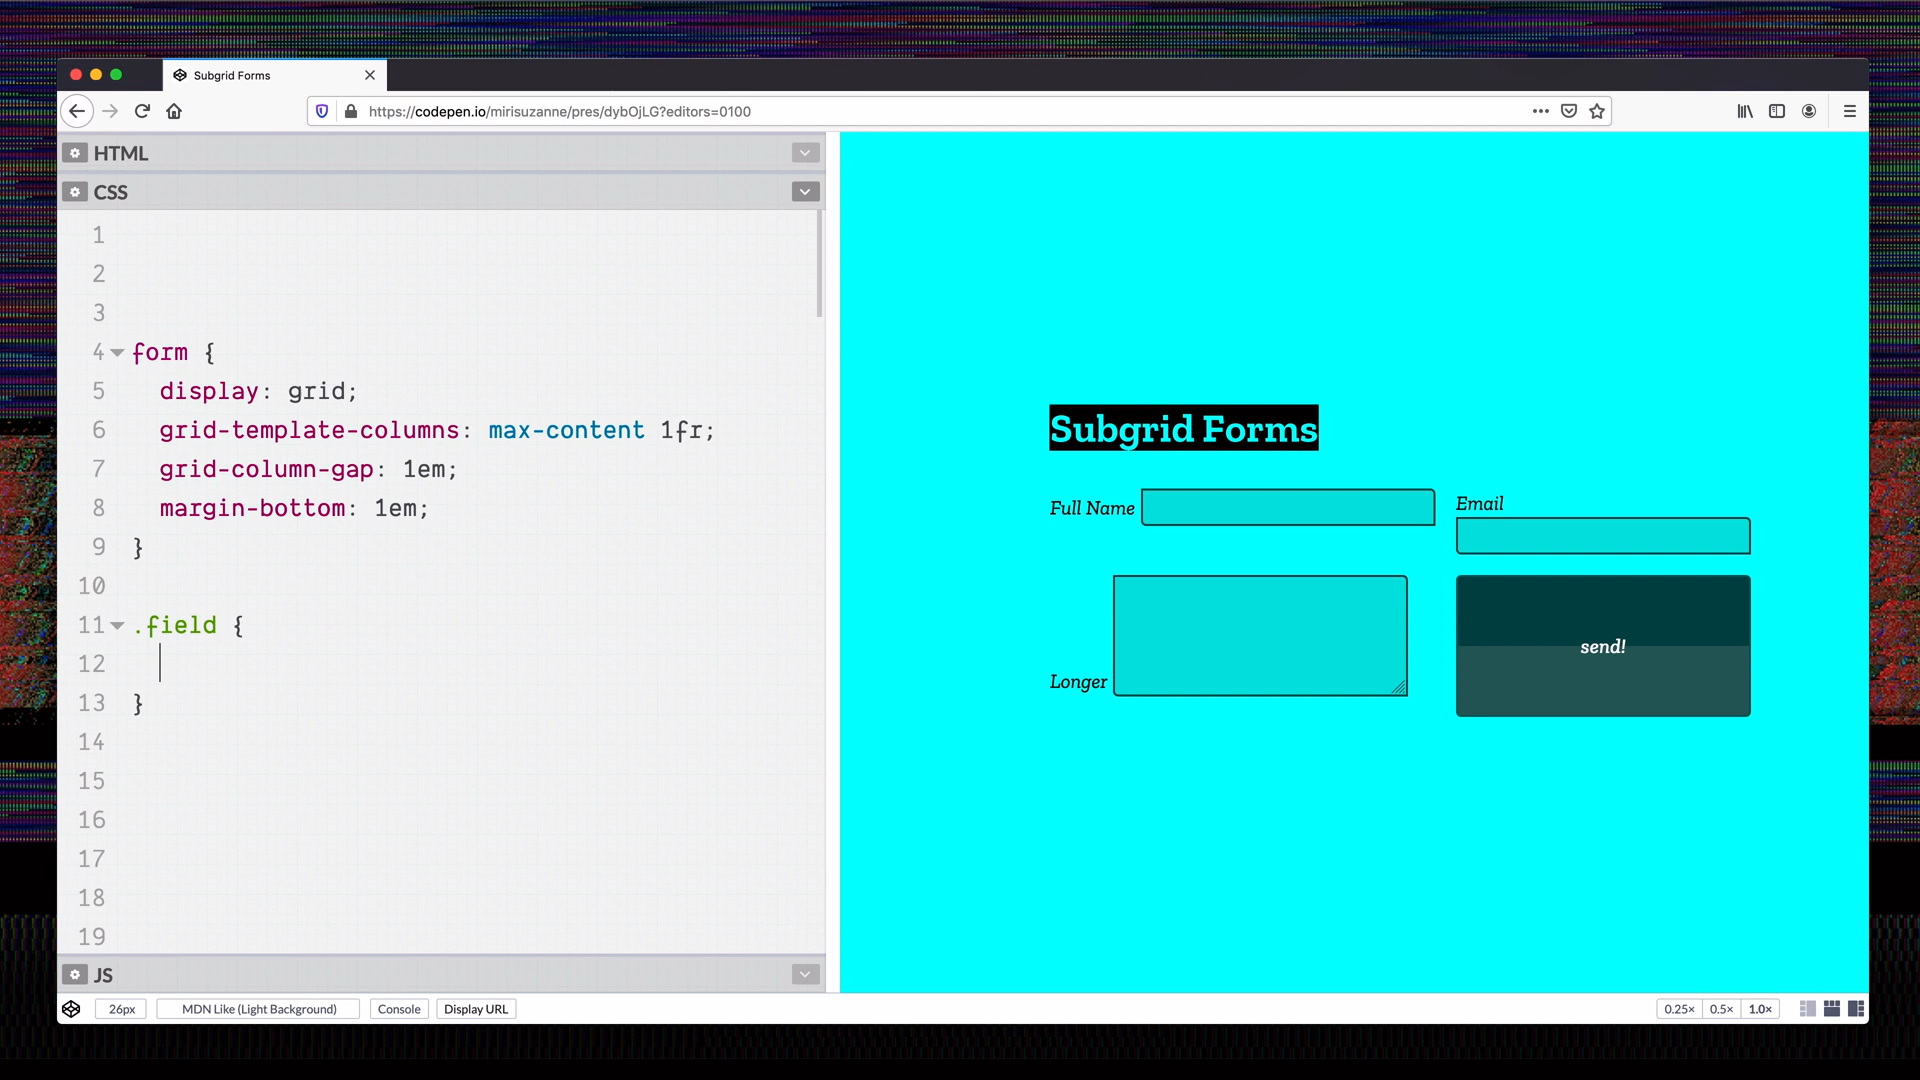 Subgrid Forms
https://codepen.io/mirisuzanne/pres/dybOjLG?editors=0100
HTML
CSS
1
2
3
4 form {
5 display: grid;
6 grid-template-columns: max-content 1fr;
7 grid-column-gap: 1em;
8 margin-bottom: 1em;
9 }
10
11 .field {
12
13 }
14
15
16
17
18
19
JS
Subgrid Forms
Full Name
Email
Longer
send!
26px
MDN Like (Light Background)
Console
Display URL
0.25×
0.5×
1.0×